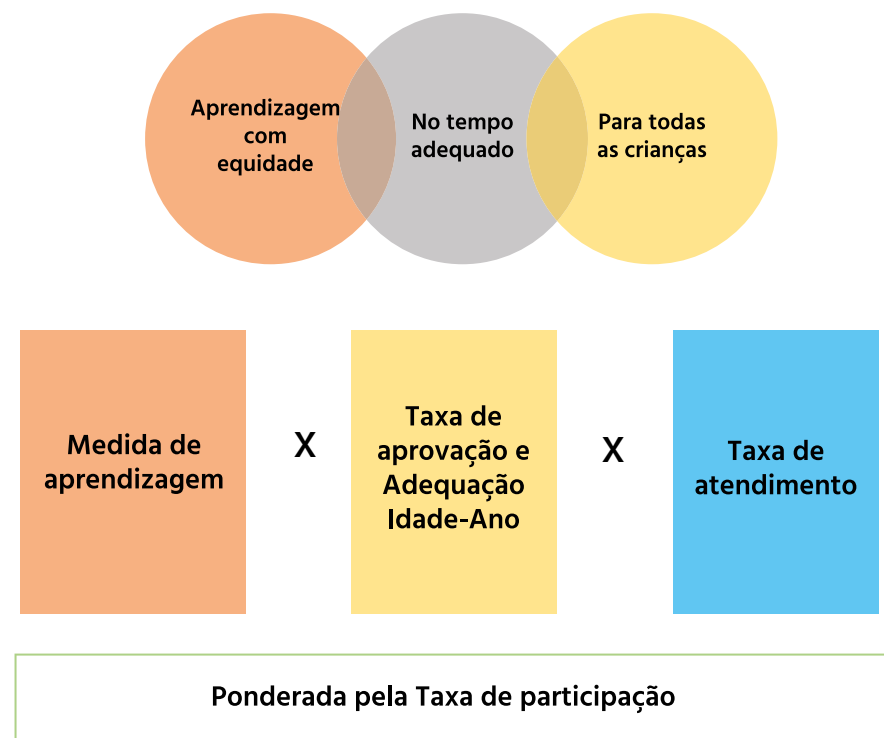 Aprendizagem
com
equidade
No tempo
adequado
Para todas
as crianças
Medida de
aprendizagem
X
Taxa de
aprovação e
Adequação
Idade-Ano
X
Taxa de
atendimento
Ponderada pela Taxa de participação